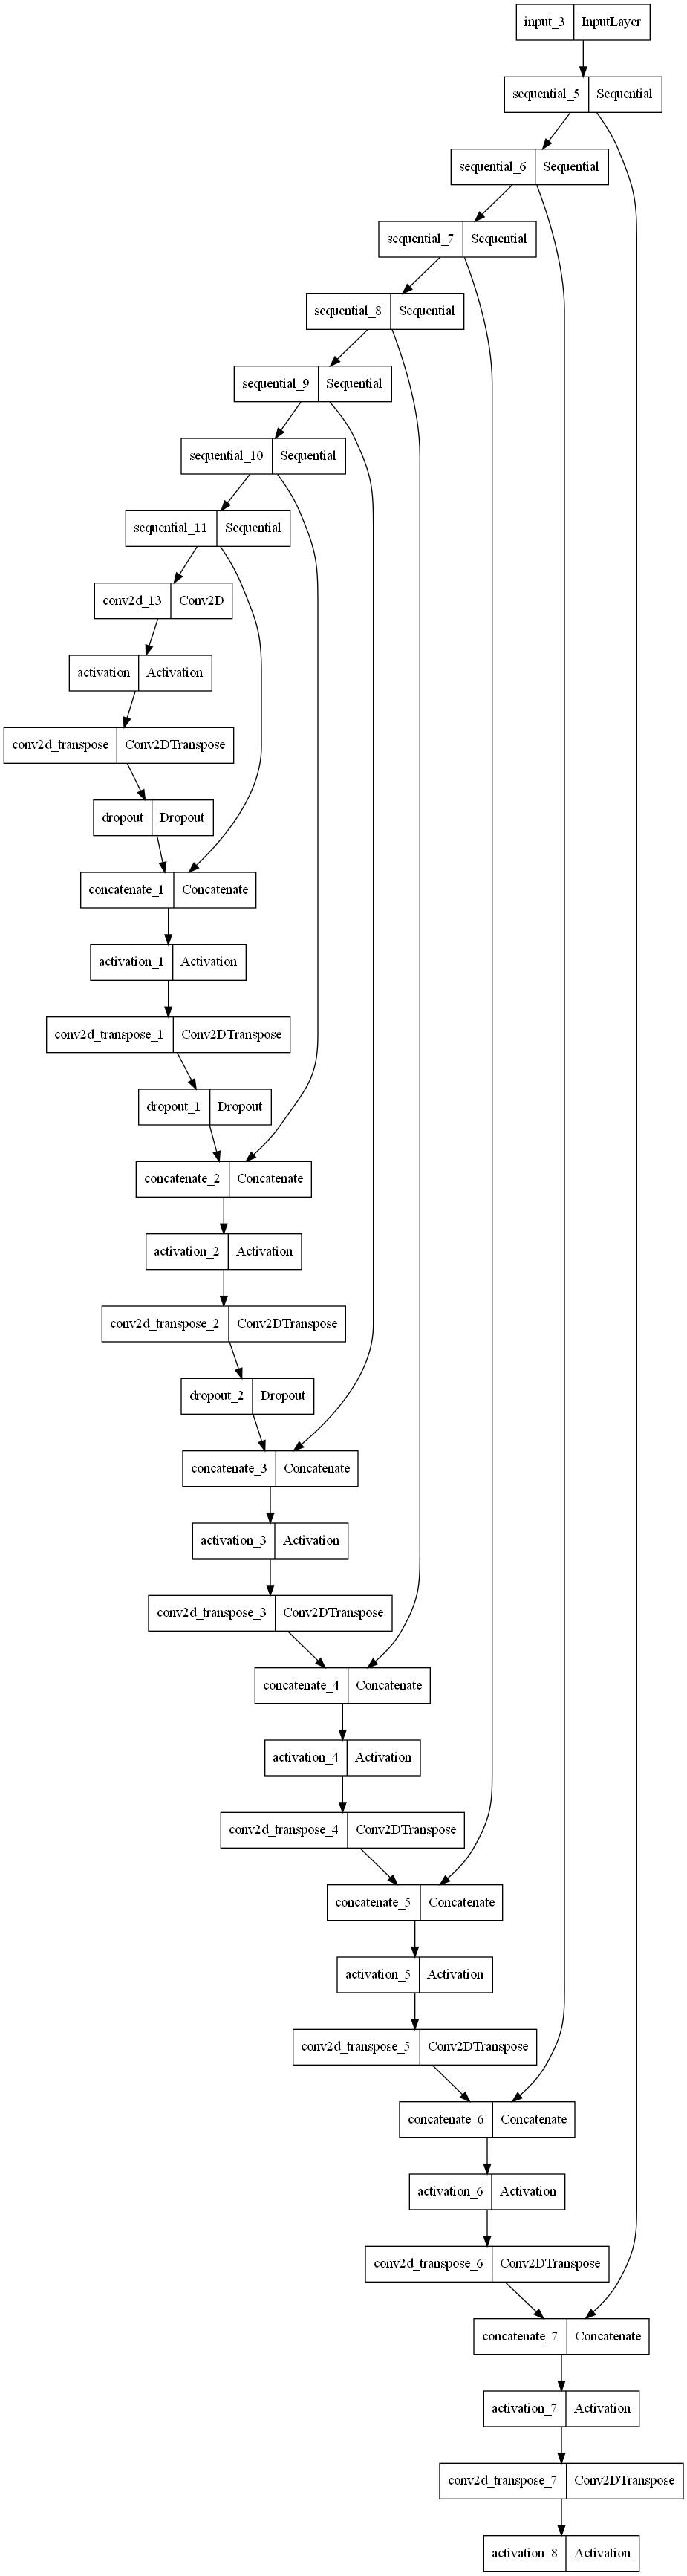 input_3 InputLayer
sequential_5 Sequential
sequential_6 Sequential
sequential_7 Sequential
sequential_8 Sequential
sequential_9 Sequential
sequential_10 Sequential
sequential_11 Sequential
conv2d_13 Conv2D
activation Activation
conv2d_transpose Conv2DTranspose
dropout Dropout
concatenate_1 Concatenate
activation_1 Activation
conv2d_transpose_1 Conv2DTranspose
dropout_1 Dropout
concatenate_2 Concatenate
activation_2 Activation
conv2d_transpose_2 Conv2DTranspose
dropout_2 Dropout
concatenate_3 Concatenate
activation_3 Activation
conv2d_transpose_3 Conv2DTranspose
concatenate_4 Concatenate
activation_4 Activation
conv2d_transpose_4 Conv2DTranspose
concatenate_5 Concatenate
activation_5 Activation
conv2d_transpose_5 Conv2DTranspose
concatenate_6 Concatenate
activation_6 Activation
conv2d_transpose_6 Conv2DTranspose
concatenate_7 Concatenate
activation_7 Activation
conv2d_transpose_7 Conv2DTranspose
activation_8 Activation